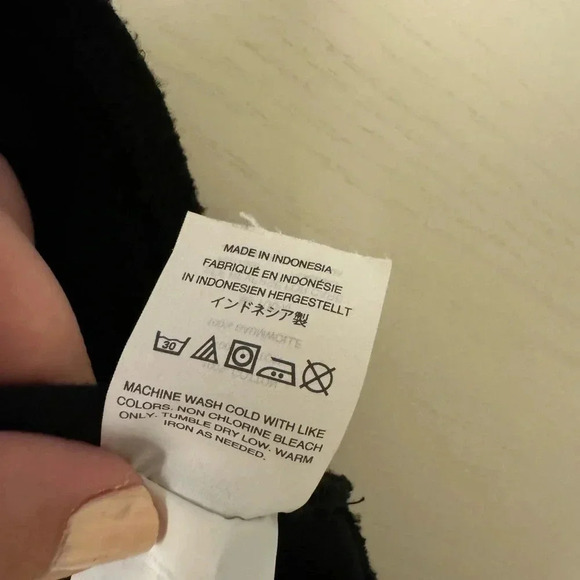 MADE IN INDONESIA
FABRIQUÉ EN INDONÉSIE
IN INDONESIEN HERGESTELLT
インドネシア製
30
MACHINE WASH COLD WITH LIKE
COLORS. NON CHLORINE BLEACH
ONLY. TUMBLE DRY LOW. WARM
IRON AS NEEDED.